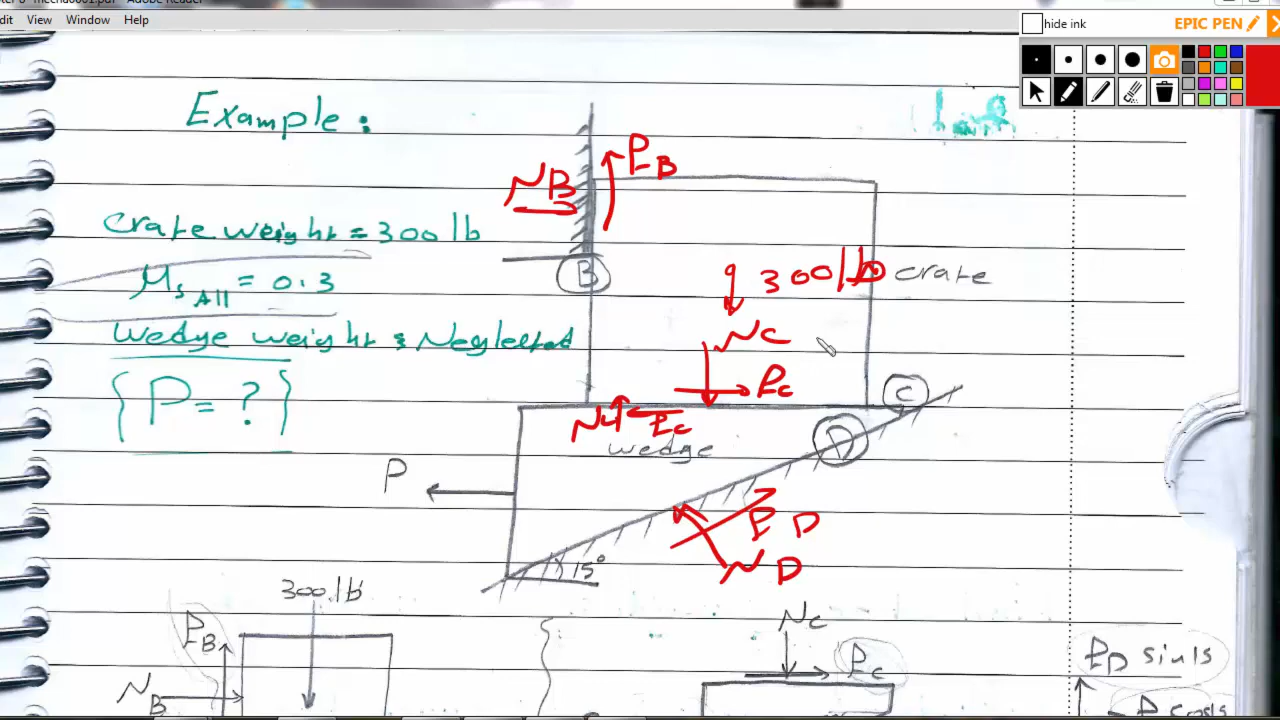 dit View Window Help
hide ink
EPIC PEN
Example:
crate weight = 300 lb
μs All = 0.3
wedge weight : Neglected
P = ?
NB
FB
B
300 lb
crate
NC
FC
C
NC
FC
wedge
D
P
FD
ND
15°
300 lb
FB
NB
NC
FC
FD sin15
FD cos15